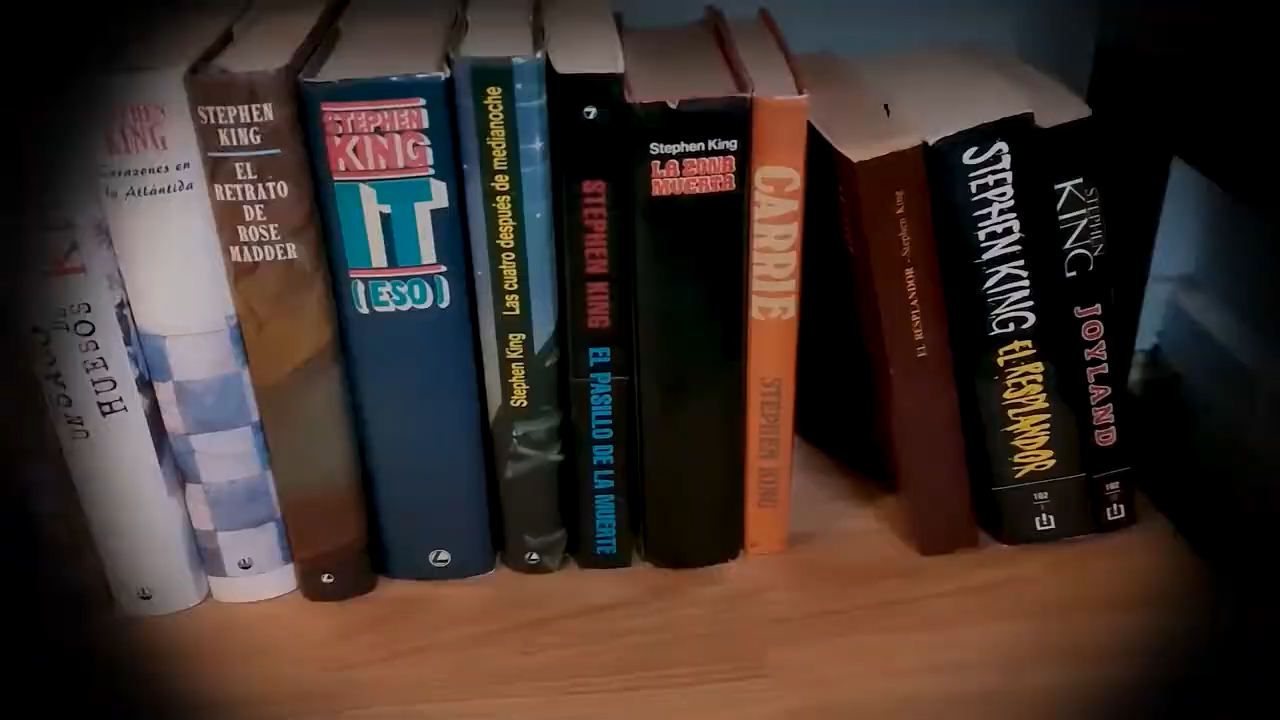 UN SACO DE
HUESOS
KING
Corazones en
la Atlántida
STEPHEN
KING
EL
RETRATO
DE
ROSE
MADDER
STEPHEN
KING
IT
(ESO)
Stephen King Las cuatro después de medianoche
STEPHEN KING EL PASILLO DE LA MUERTE
Stephen King
LA ZONA
MUERTA
CARRIE STEPHEN KING
EL RESPLANDOR - Stephen King
STEPHEN KING EL RESPLANDOR
102
STEPHEN
KING
JOYLAND
102